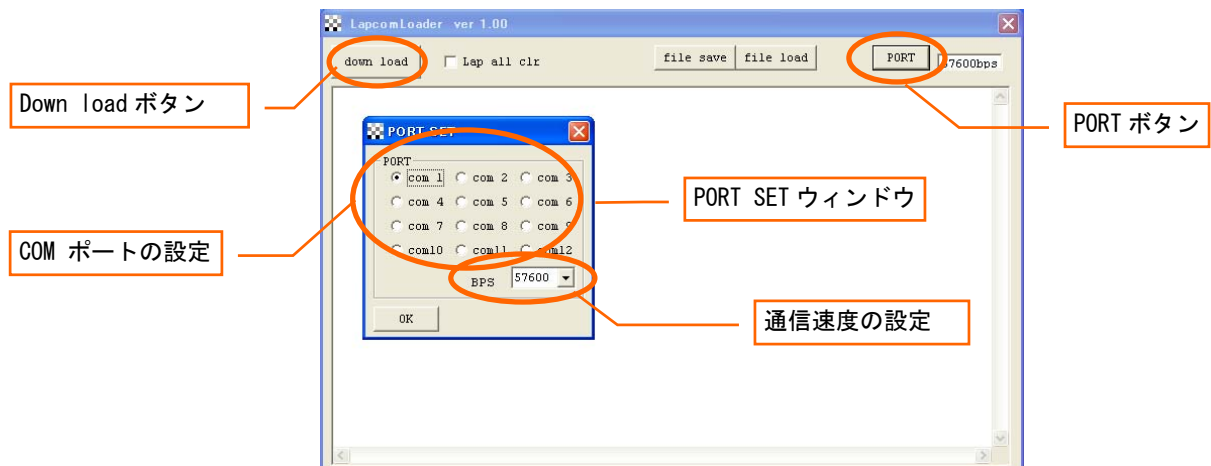 LapcomLoader ver 1.00
down load
Lap all clr
file save
file load
PORT
57600bps
Down load ボタン
PORT ボタン
PORT SET
PORT
com 1 com 2 com 3
com 4 com 5 com 6
com 7 com 8 com 9
com10 com11 com12
BPS 57600
OK
PORT SET ウィンドウ
COM ポートの設定
通信速度の設定